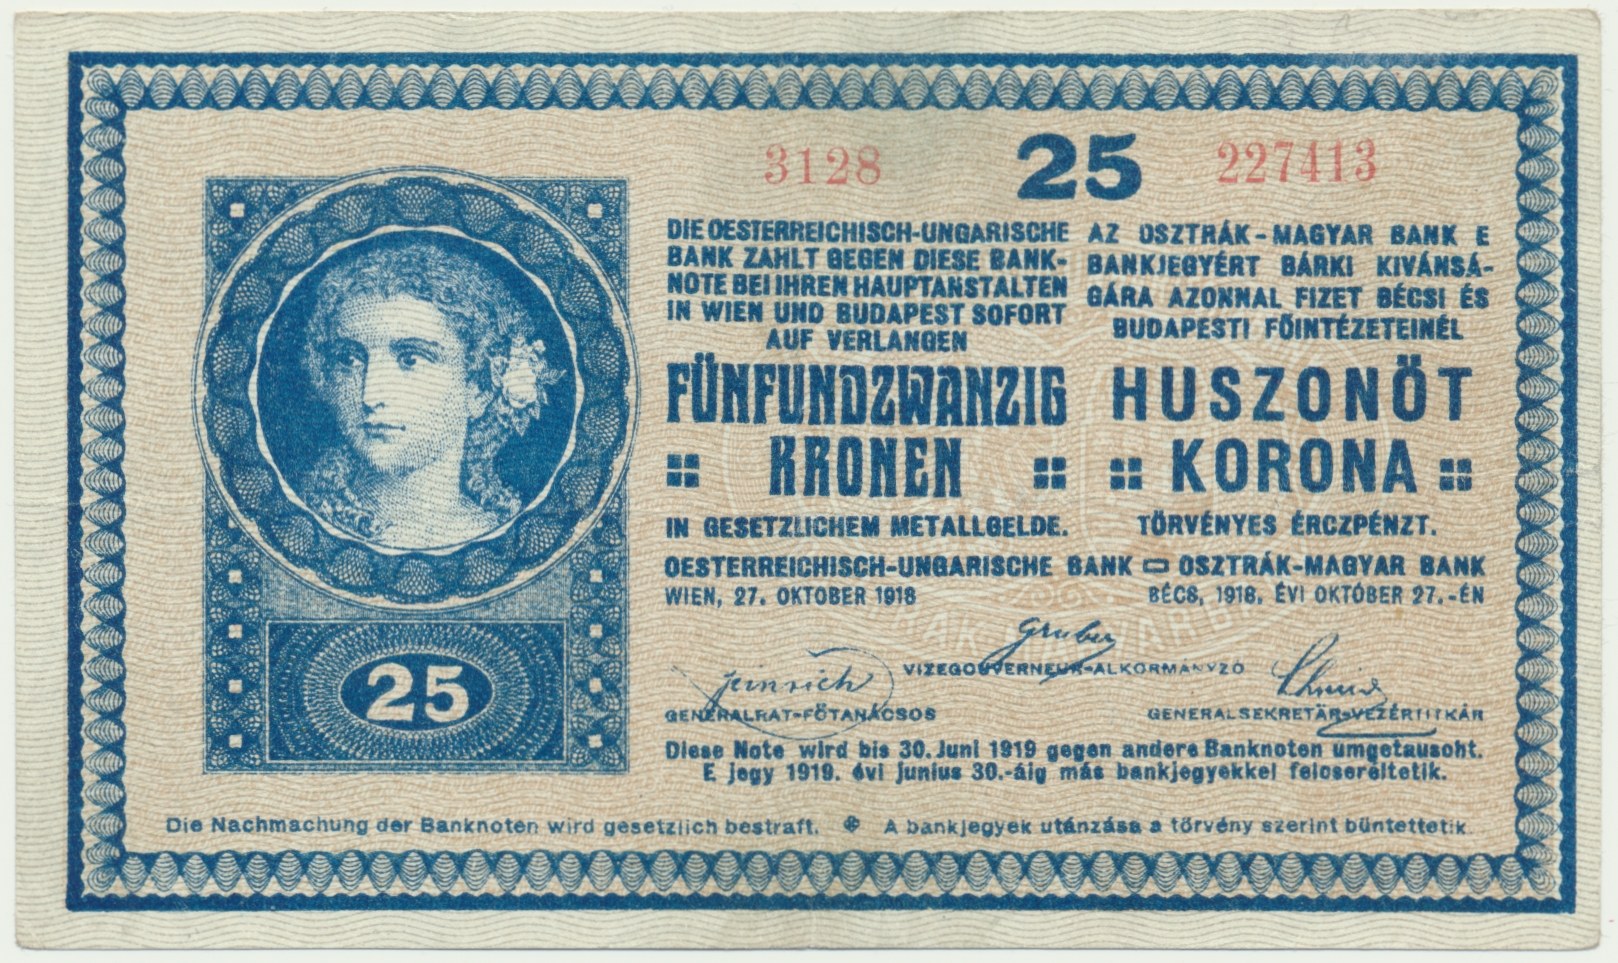 3128 25 227413
DIE OESTERREICHISCH-UNGARISCHE
BANK ZAHLT GEGEN DIESE BANK-
NOTE BEI IHREN HAUPTANSTALTEN
IN WIEN UND BUDAPEST SOFORT
AUF VERLANGEN
FÜNFUNDZWANZIG
KRONEN
IN GESETZLICHEM METALLGELDE.
AZ OSZTRÁK-MAGYAR BANK E
BANKJEGYÉRT BÁRKI KIVÁNSÁ-
GÁRA AZONNAL FIZET BÉCSI ÉS
BUDAPESTI FŐINTÉZETEINÉL
HUSZONÖT
KORONA
TÖRVÉNYES ÉRCZPÉNZT.
OESTERREICHISCH-UNGARISCHE BANK OSZTRÁK-MAGYAR BANK
WIEN, 27. OKTOBER 1918 BÉCS, 1918. ÉVI OKTÓBER 27.-ÉN
Gruber
VIZEGOUVERNEUR-ALKORMÁNYZÓ
GENERALRAT-FŐTANÁCSOS GENERALSEKRETÄR-VEZÉRTITKÁR
25
Diese Note wird bis 30. Juni 1919 gegen andere Banknoten umgetauscht.
E jegy 1919. évi junius 30.-áig más bankjegyekkel felcseréltetik.
Die Nachmachung der Banknoten wird gesetzlich bestraft. A bankjegyek utánzása a törvény szerint büntettetik.